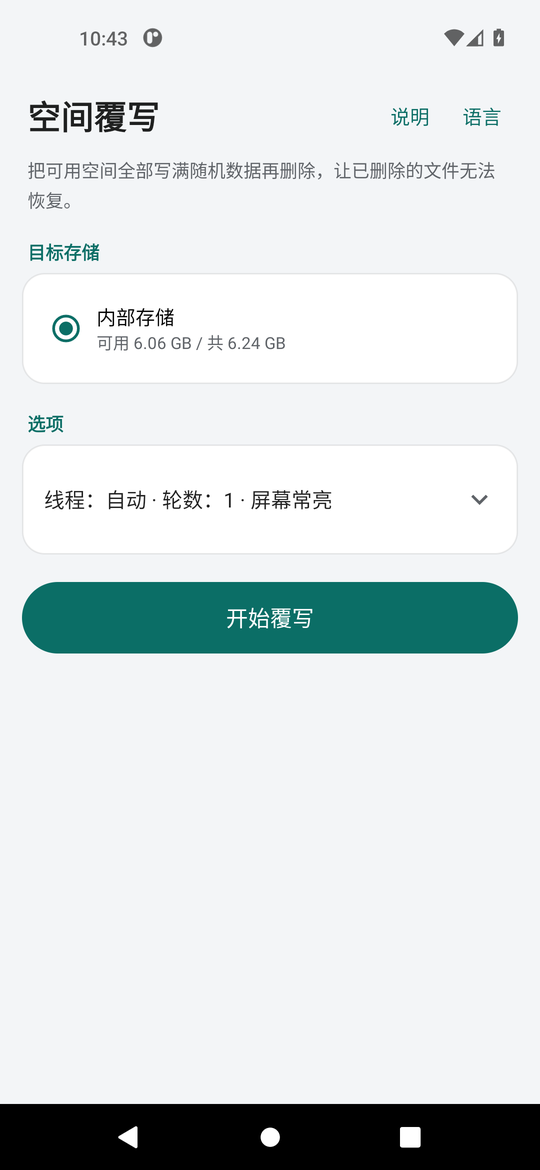 10:43
空间覆写
说明
语言
把可用空间全部写满随机数据再删除，让已删除的文件无法
恢复。
目标存储
内部存储
可用 6.06 GB / 共 6.24 GB
选项
线程：自动 · 轮数：1 · 屏幕常亮
开始覆写